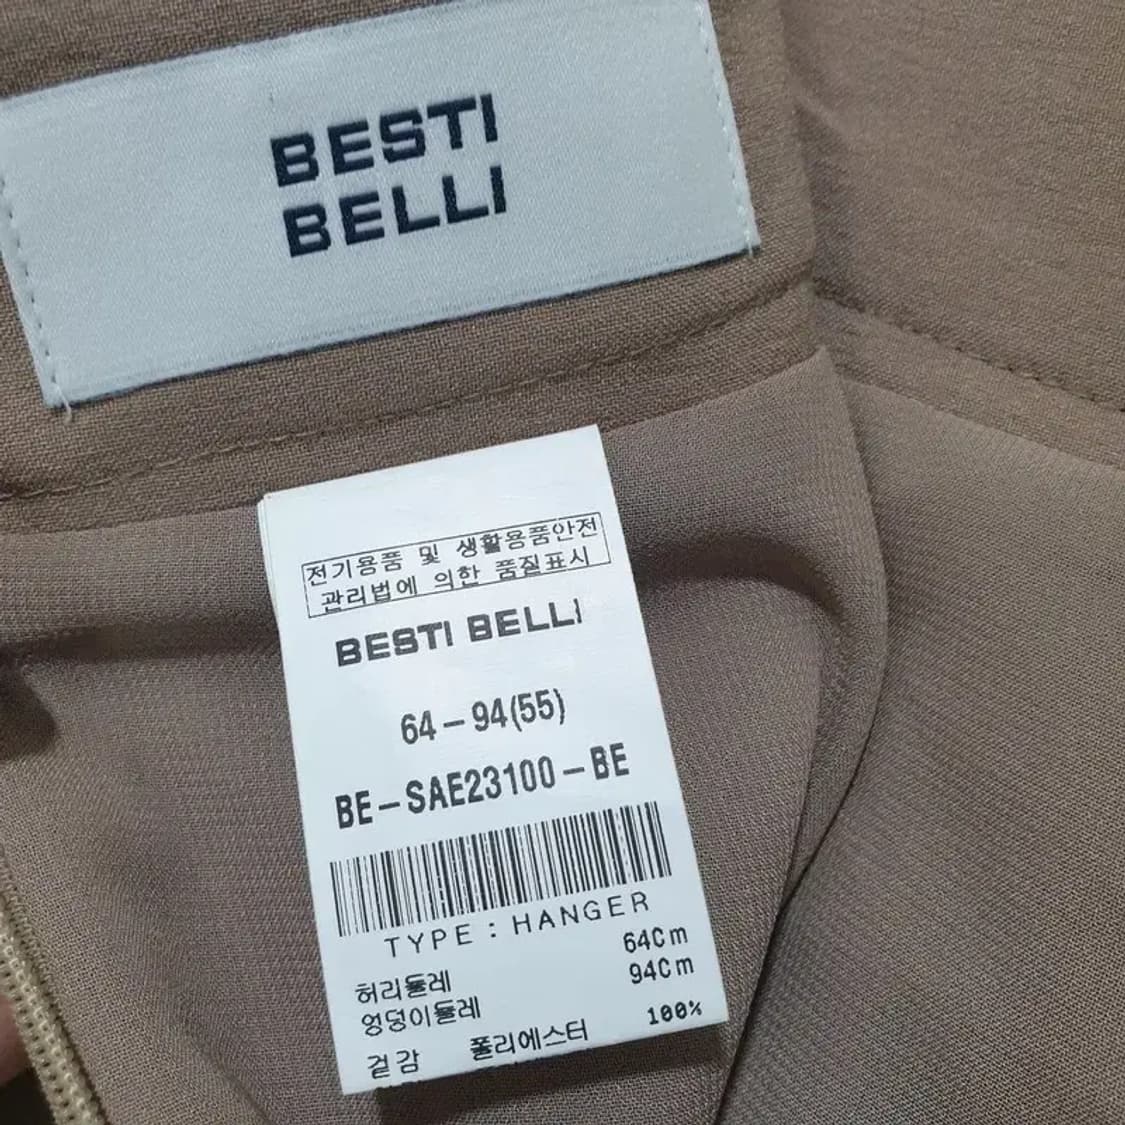 BESTI
BELLI
전기용품 및 생활용품안전
관리법에 의한 품질표시
BESTI BELLI
64-94(55)
BE-SAE23100-BE
TYPE : HANGER
허리둘레 64Cm
엉덩이둘레 94Cm
겉감 폴리에스터 100%